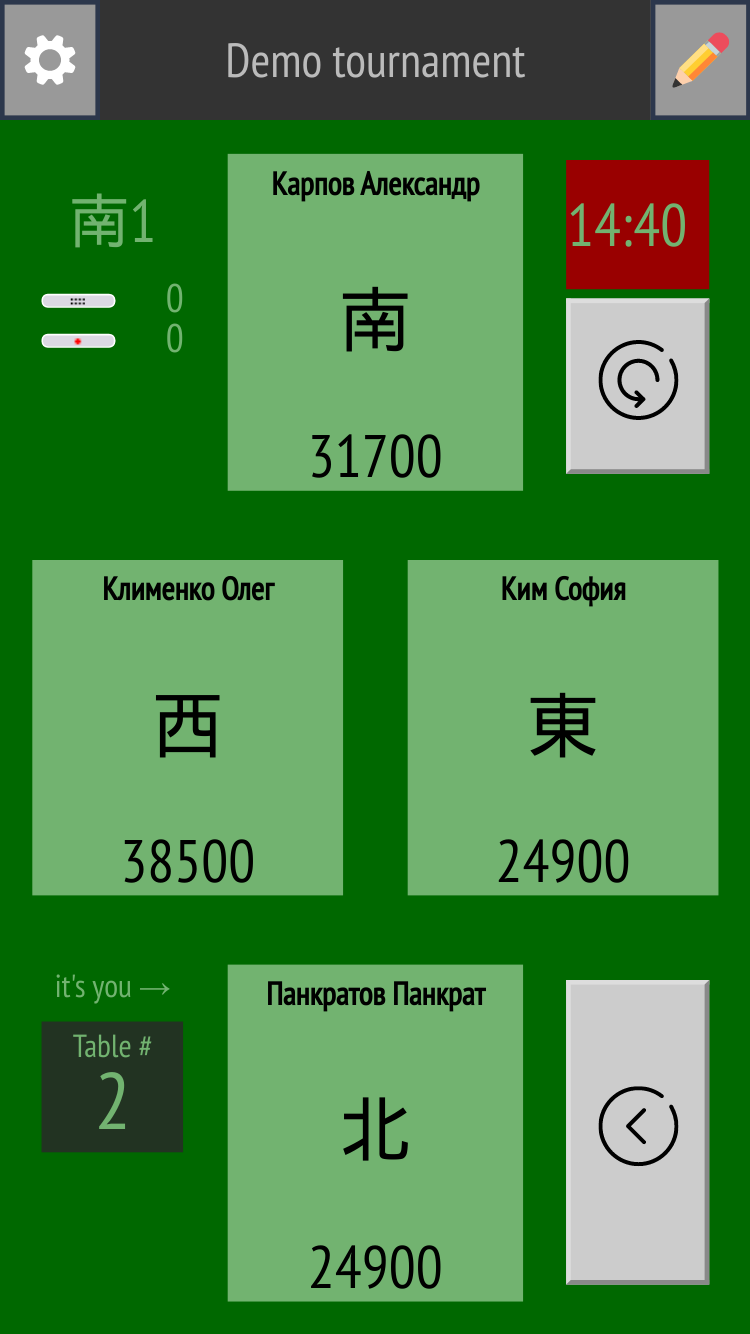 Demo tournament
南1
0
0
Карпов Александр
南
31700
14:40
Клименко Олег
西
38500
Ким София
東
24900
it's you →
Table #
2
Панкратов Панкрат
北
24900